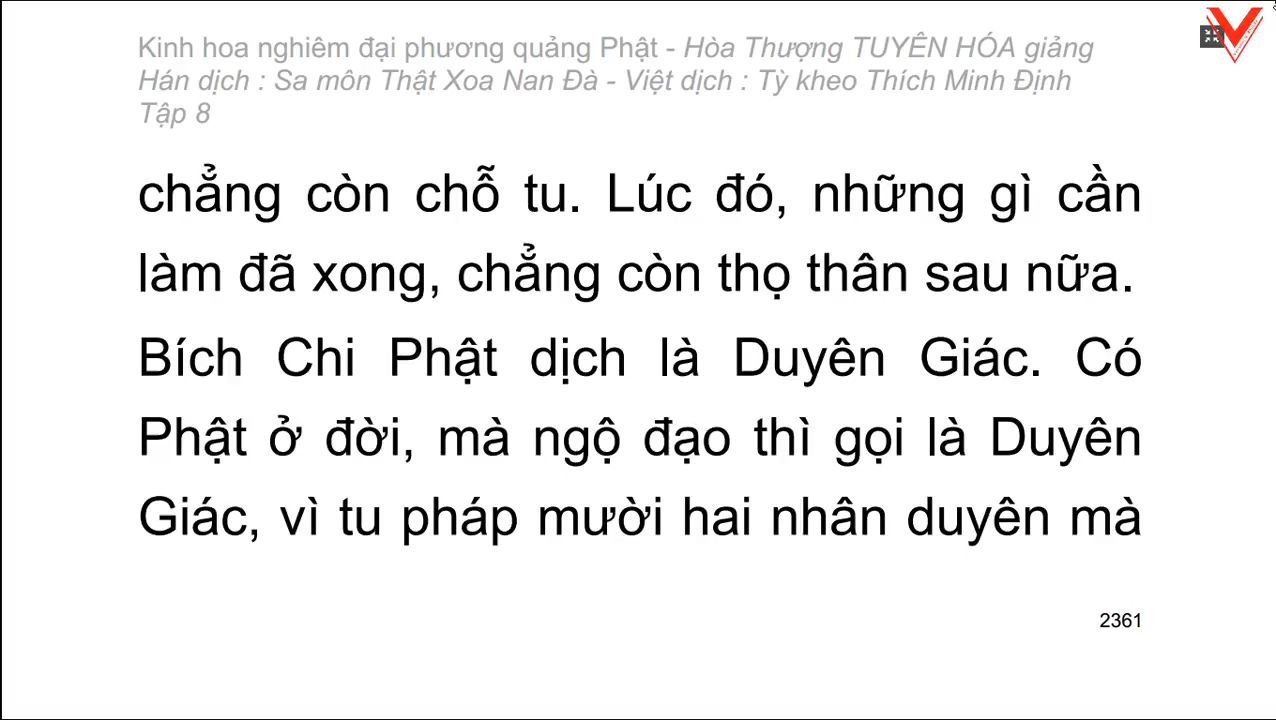 Kinh hoa nghiêm đại phương quảng Phật - Hòa Thượng TUYÊN HÓA giảng
Hán dịch : Sa môn Thật Xoa Nan Đà - Việt dịch : Tỳ kheo Thích Minh Định
Tập 8
chẳng còn chỗ tu. Lúc đó, những gì cần
làm đã xong, chẳng còn thọ thân sau nữa.
Bích Chi Phật dịch là Duyên Giác. Có
Phật ở đời, mà ngộ đạo thì gọi là Duyên
Giác, vì tu pháp mười hai nhân duyên mà
2361